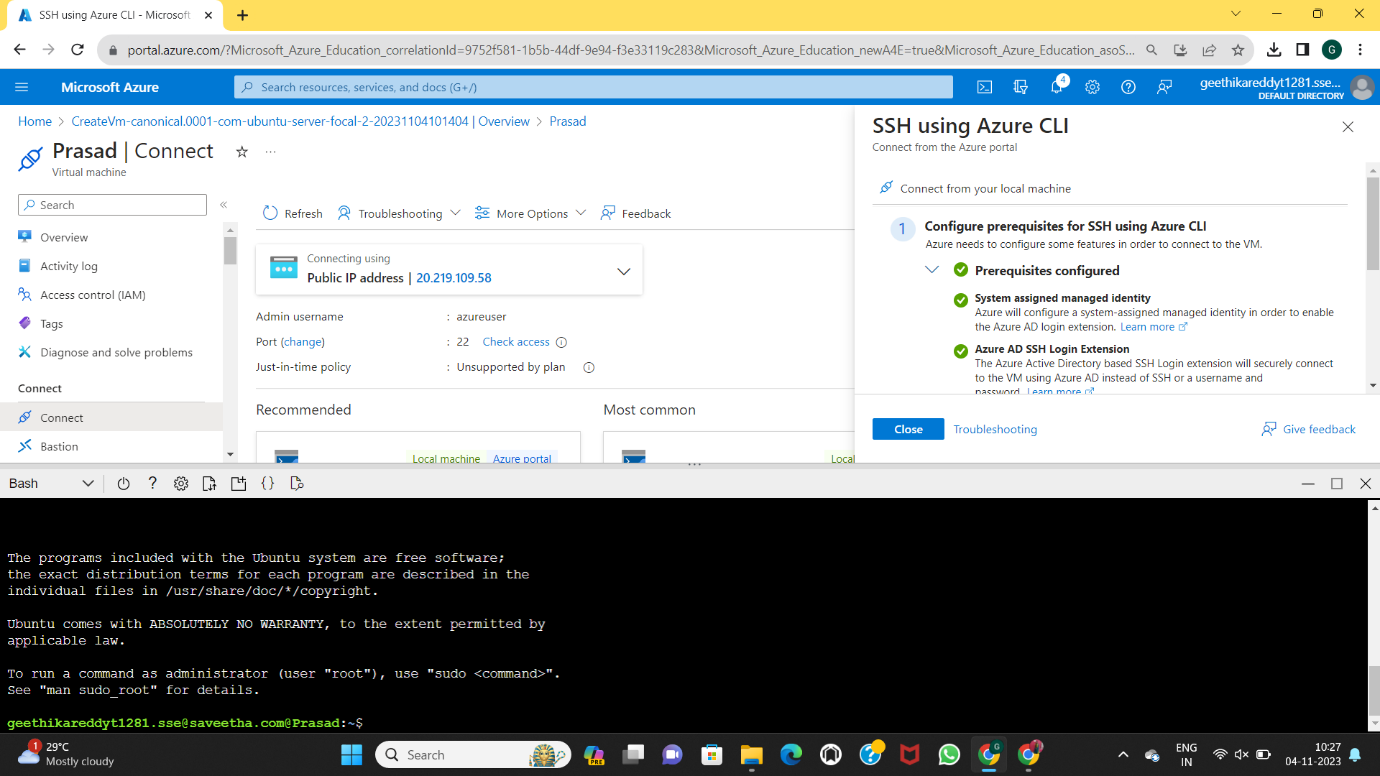 SSH using Azure CLI - Microsoft
portal.azure.com/?Microsoft_Azure_Education_correlationId=9752f581-1b5b-44df-9e94-f3e33119c283&Microsoft_Azure_Education_newA4E=true&Microsoft_Azure_Education_asoS...
G
Microsoft Azure
Search resources, services, and docs (G+/)
4
geethikareddyt1281.sse...
DEFAULT DIRECTORY
Home > CreateVm-canonical.0001-com-ubuntu-server-focal-2-20231104101404 | Overview > Prasad
Prasad | Connect
Virtual machine
Search
Overview
Activity log
Access control (IAM)
Tags
Diagnose and solve problems
Connect
Connect
Bastion
Refresh
Troubleshooting
More Options
Feedback
Connecting using
Public IP address | 20.219.109.58
Admin username : azureuser
Port (change) : 22 Check access
Just-in-time policy : Unsupported by plan
Recommended
Most common
Local machine Azure portal
Local
SSH using Azure CLI
Connect from the Azure portal
Connect from your local machine
1 Configure prerequisites for SSH using Azure CLI
Azure needs to configure some features in order to connect to the VM.
Prerequisites configured
System assigned managed identity
Azure will configure a system-assigned managed identity in order to enable
the Azure AD login extension. Learn more
Azure AD SSH Login Extension
The Azure Active Directory based SSH Login extension will securely connect
to the VM using Azure AD instead of SSH or a username and
password. Learn more
Close
Troubleshooting
Give feedback
Bash
The programs included with the Ubuntu system are free software;
the exact distribution terms for each program are described in the
individual files in /usr/share/doc/*/copyright.
Ubuntu comes with ABSOLUTELY NO WARRANTY, to the extent permitted by
applicable law.
To run a command as administrator (user "root"), use "sudo <command>".
See "man sudo_root" for details.
geethikareddyt1281.sse@saveetha.com@Prasad:~$
1
29°C
Mostly cloudy
Search
PRE
G
ENG
IN
10:27
04-11-2023